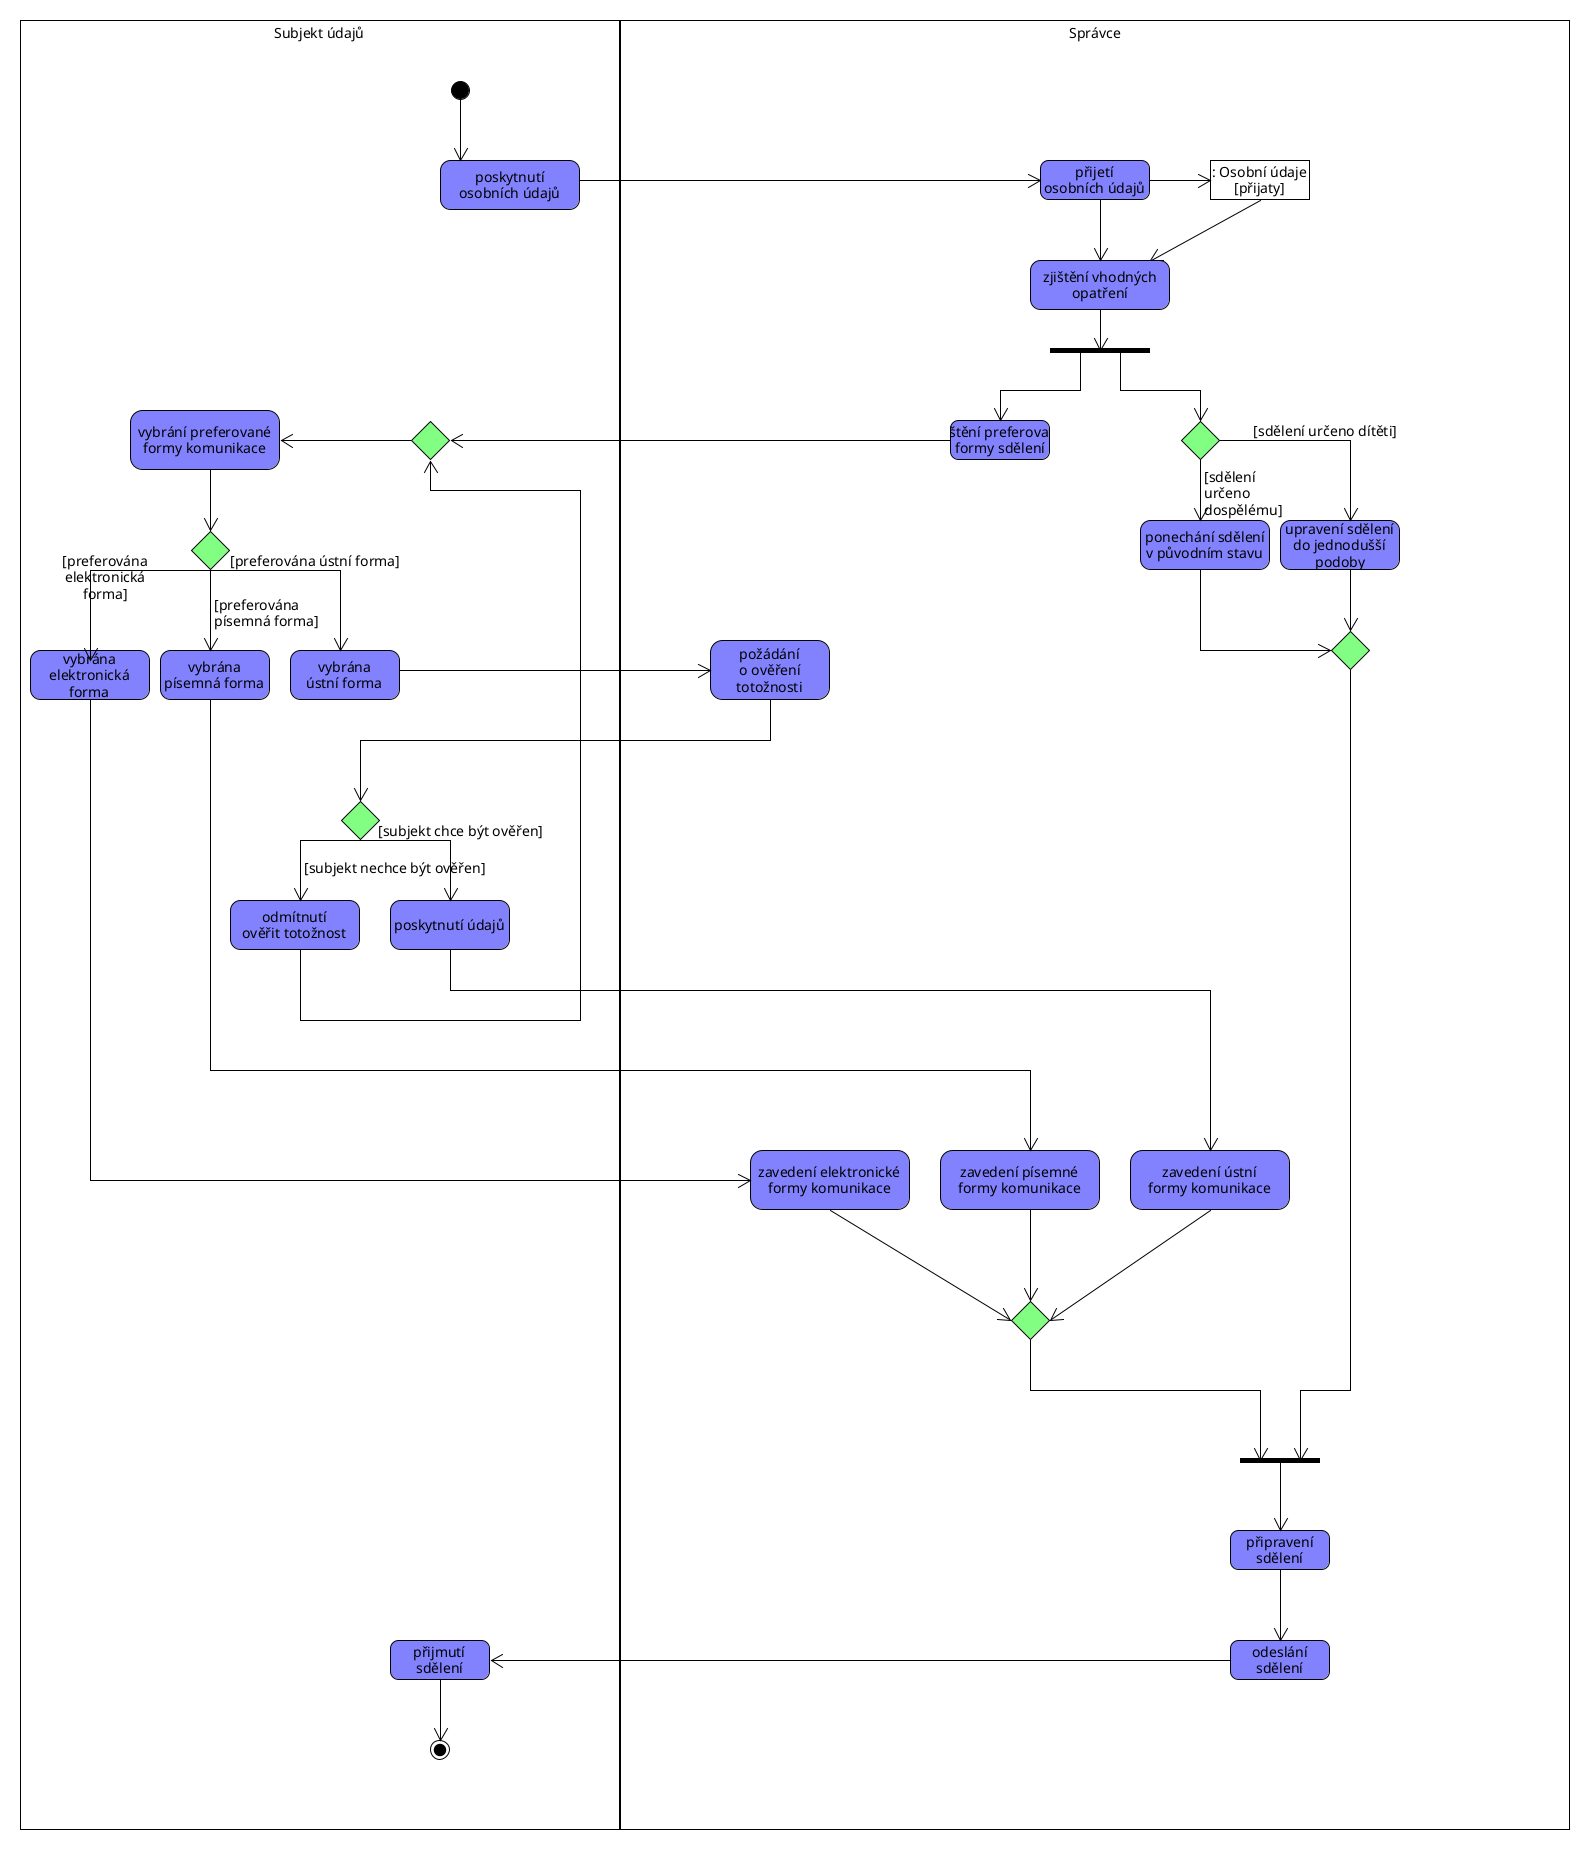 Subjekt údajů
Správce
poskytnutí
osobních údajů
přijetí
osobních údajů
: Osobní údaje
[přijaty]
zjištění vhodných
opatření
vybrání preferované
formy komunikace
štění preferova
formy sdělení
[sdělení určeno dítěti]
[sdělení
určeno
dospělému]
ponechání sdělení
v původním stavu
upravení sdělení
do jednodušší
podoby
[preferována
elektronická
forma]
[preferována ústní forma]
[preferována
písemná forma]
vybrána
elektronická
forma
vybrána
písemná forma
vybrána
ústní forma
požádání
o ověření
totožnosti
[subjekt chce být ověřen]
[subjekt nechce být ověřen]
odmítnutí
ověřit totožnost
poskytnutí údajů
zavedení elektronické
formy komunikace
zavedení písemné
formy komunikace
zavedení ústní
formy komunikace
připravení
sdělení
přijmutí
sdělení
odeslání
sdělení